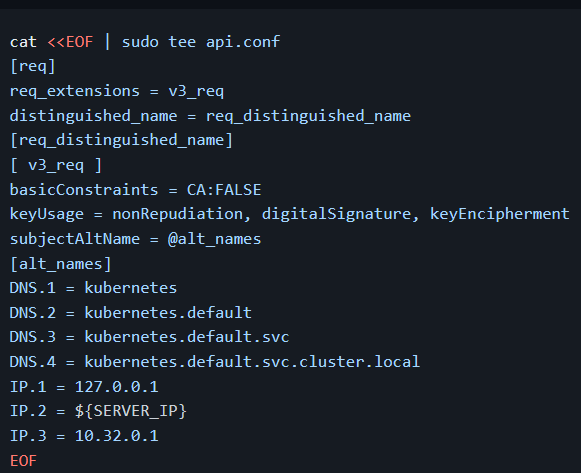 cat <<EOF | sudo tee api.conf
[req]
req_extensions = v3_req
distinguished_name = req_distinguished_name
[req_distinguished_name]
[ v3_req ]
basicConstraints = CA:FALSE
keyUsage = nonRepudiation, digitalSignature, keyEncipherment
subjectAltName = @alt_names
[alt_names]
DNS.1 = kubernetes
DNS.2 = kubernetes.default
DNS.3 = kubernetes.default.svc
DNS.4 = kubernetes.default.svc.cluster.local
IP.1 = 127.0.0.1
IP.2 = ${SERVER_IP}
IP.3 = 10.32.0.1
EOF